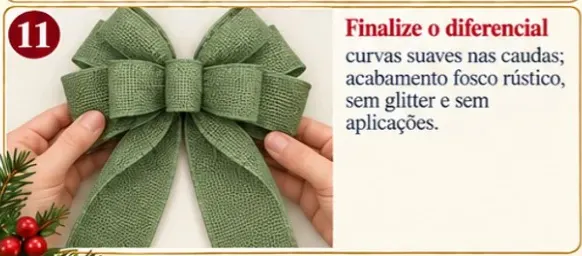 11
Finalize o diferencial
curvas suaves nas caudas;
acabamento fosco rústico,
sem glitter e sem
aplicações.